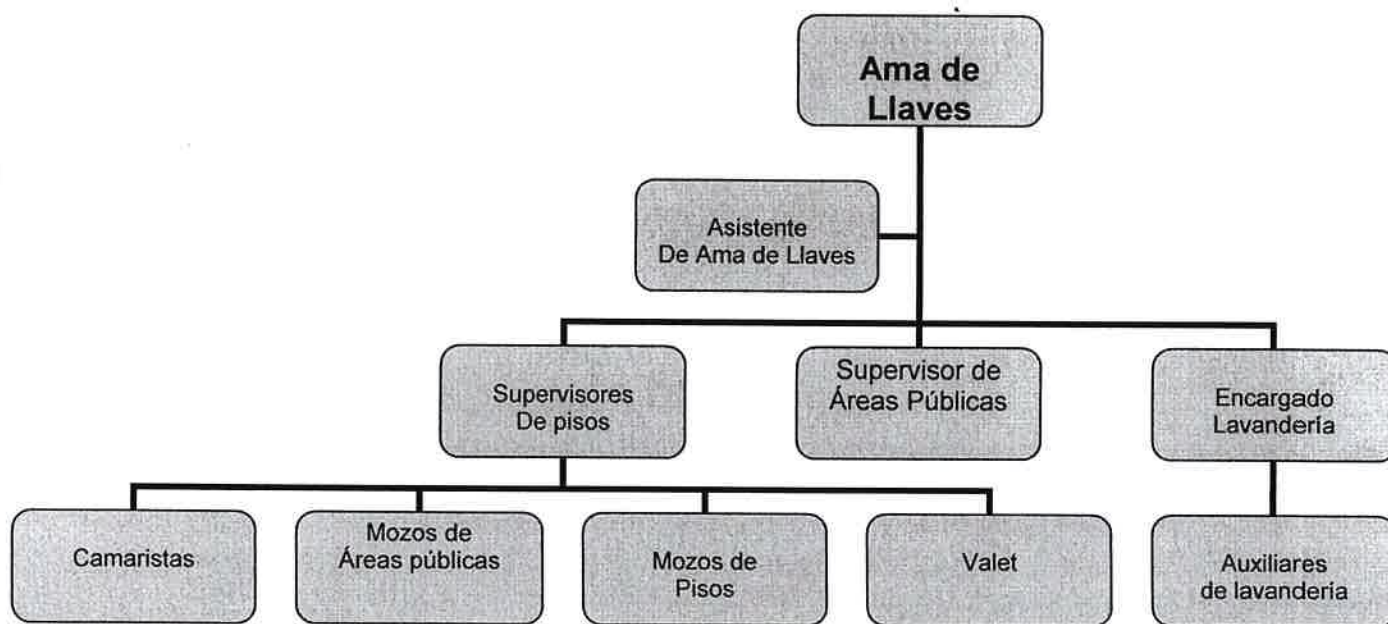 Ama de
Llaves
Asistente
De Ama de Llaves
Supervisores
De pisos
Supervisor de
Áreas Públicas
Encargado
Lavandería
Camaristas
Mozos de
Áreas públicas
Mozos de
Pisos
Valet
Auxiliares
de lavandería